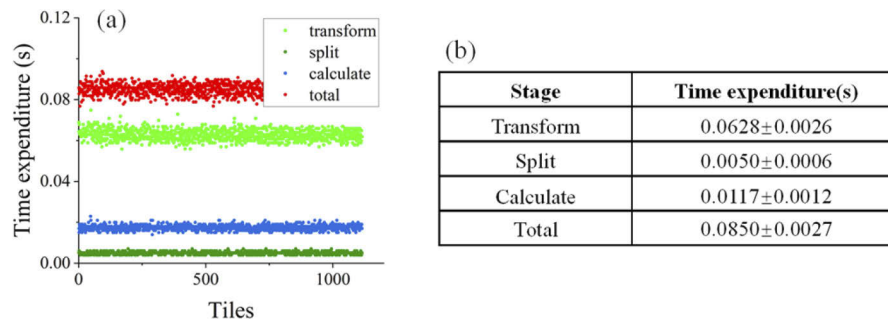 (a)
transform
split
calculate
total
Time expenditure (s)
0.12
0.08
0.04
0.00
0
500
1000
Tiles
(b)
Stage Time expenditure(s)
Transform 0.0628±0.0026
Split 0.0050±0.0006
Calculate 0.0117±0.0012
Total 0.0850±0.0027